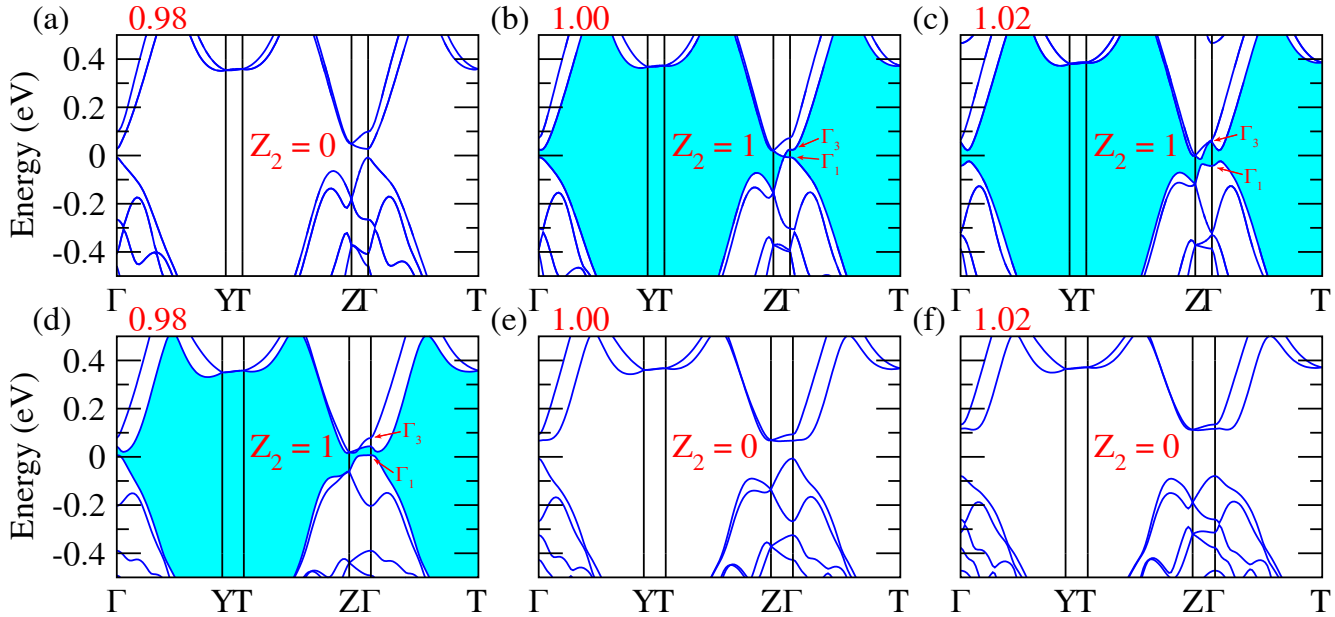 (a) 0.98 (b) 1.00 (c) 1.02
Energy (eV)
0.4
0.2
0
-0.2
-0.4
Z2 = 0
Z2 = 1
Γ3
Γ1
Z2 = 1
Γ3
Γ1
Γ YT ZΓ T
Γ YT ZΓ T
Γ YT ZΓ T
(d) 0.98 (e) 1.00 (f) 1.02
Energy (eV)
0.4
0.2
0
-0.2
-0.4
Z2 = 1
Γ3
Γ1
Z2 = 0
Z2 = 0
Γ YT ZΓ T
Γ YT ZΓ T
Γ YT ZΓ T